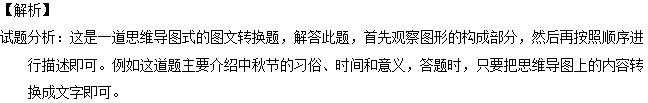 【解析】
试题分析：这是一道思维导图式的图文转换题，解答此题，首先观察图形的构成部分，然后再按照顺序进
行描述即可。例如这道题主要介绍中秋节的习俗、时间和意义，答题时，只要把思维导图上的内容转
换成文字即可。